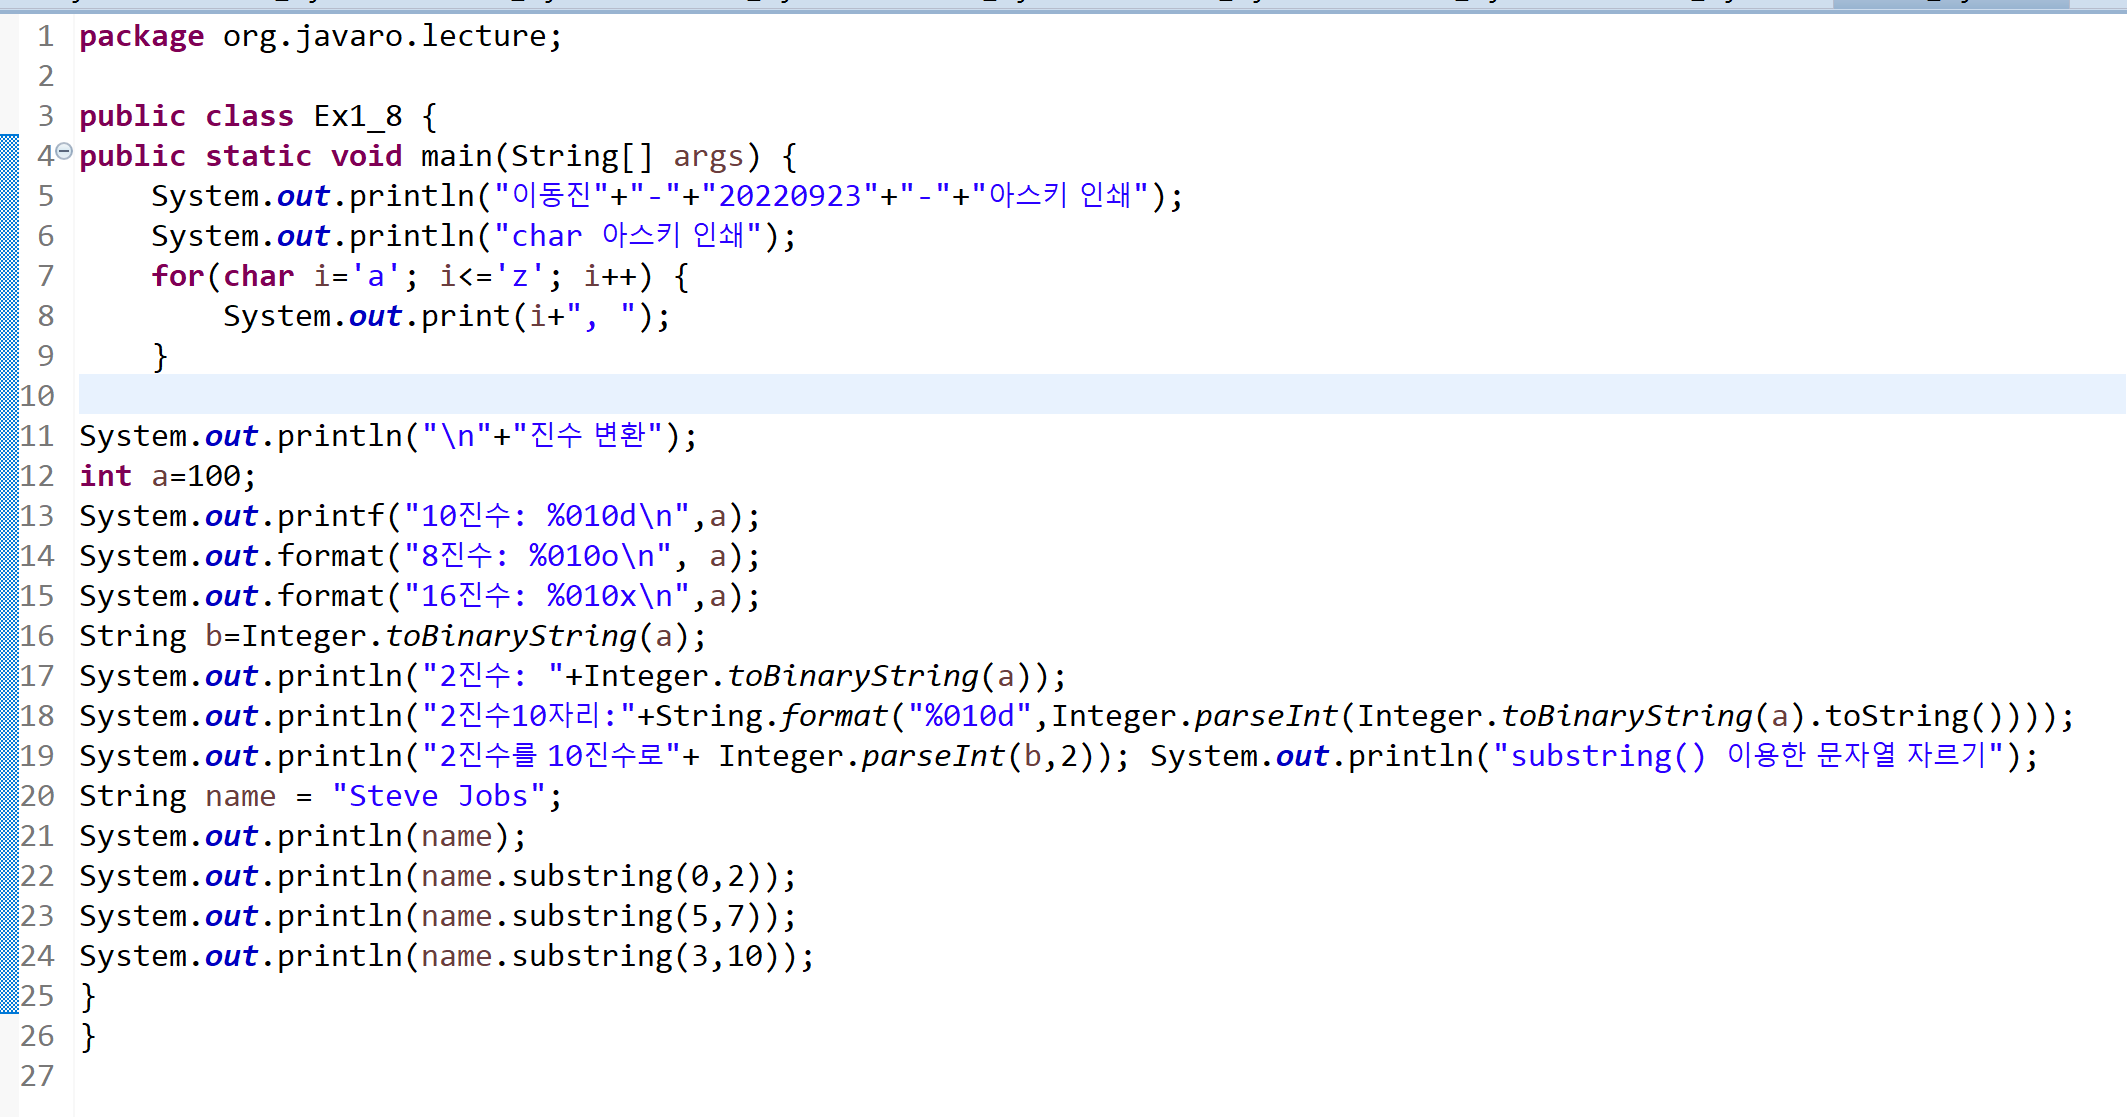 1 package org.javaro.lecture;
2
3 public class Ex1_8 {
4 public static void main(String[] args) {
5     System.out.println("이동진"+"-"+"20220923"+"-"+"아스키 인쇄");
6     System.out.println("char 아스키 인쇄");
7     for(char i='a'; i<='z'; i++) {
8         System.out.print(i+", ");
9     }
10
11 System.out.println("\n"+"진수 변환");
12 int a=100;
13 System.out.printf("10진수: %010d\n",a);
14 System.out.format("8진수: %010o\n", a);
15 System.out.format("16진수: %010x\n",a);
16 String b=Integer.toBinaryString(a);
17 System.out.println("2진수: "+Integer.toBinaryString(a));
18 System.out.println("2진수10자리:"+String.format("%010d",Integer.parseInt(Integer.toBinaryString(a).toString())));
19 System.out.println("2진수를 10진수로"+ Integer.parseInt(b,2)); System.out.println("substring() 이용한 문자열 자르기");
20 String name = "Steve Jobs";
21 System.out.println(name);
22 System.out.println(name.substring(0,2));
23 System.out.println(name.substring(5,7));
24 System.out.println(name.substring(3,10));
25 }
26 }
27